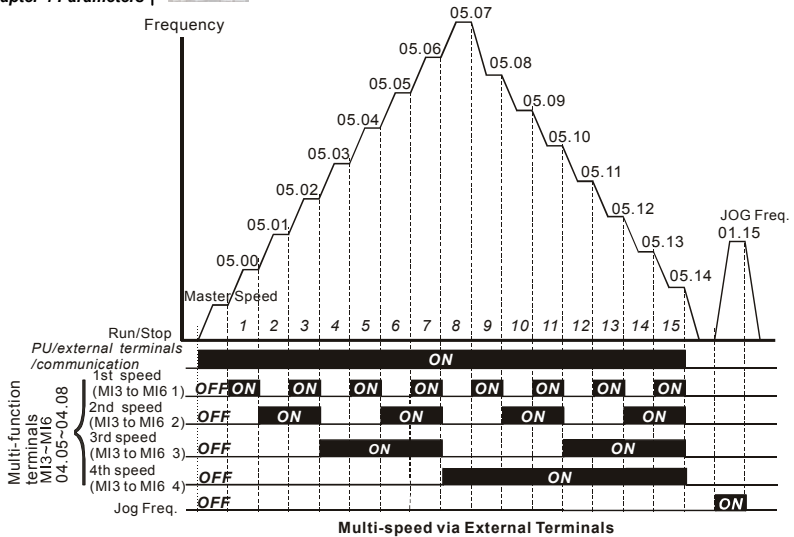 Chapter 4 Parameters |
Frequency
05.07
05.06
05.08
05.05
05.09
05.04
05.10
05.03
05.11
05.02
05.12
JOG Freq.
01.15
05.01
05.13
05.00
05.14
Master Speed
1 2 3 4 5 6 7 8 9 10 11 12 13 14 15
Run/Stop
PU/external terminals
/communication
ON
Multi-function
terminals
MI3~MI6
04.05~04.08
1st speed
(MI3 to MI6 1)
OFF ON ON ON ON ON ON ON ON
2nd speed
(MI3 to MI6 2)
OFF ON ON ON ON
3rd speed
(MI3 to MI6 3)
OFF ON ON
4th speed
(MI3 to MI6 4)
OFF ON
Jog Freq. OFF ON
Multi-speed via External Terminals